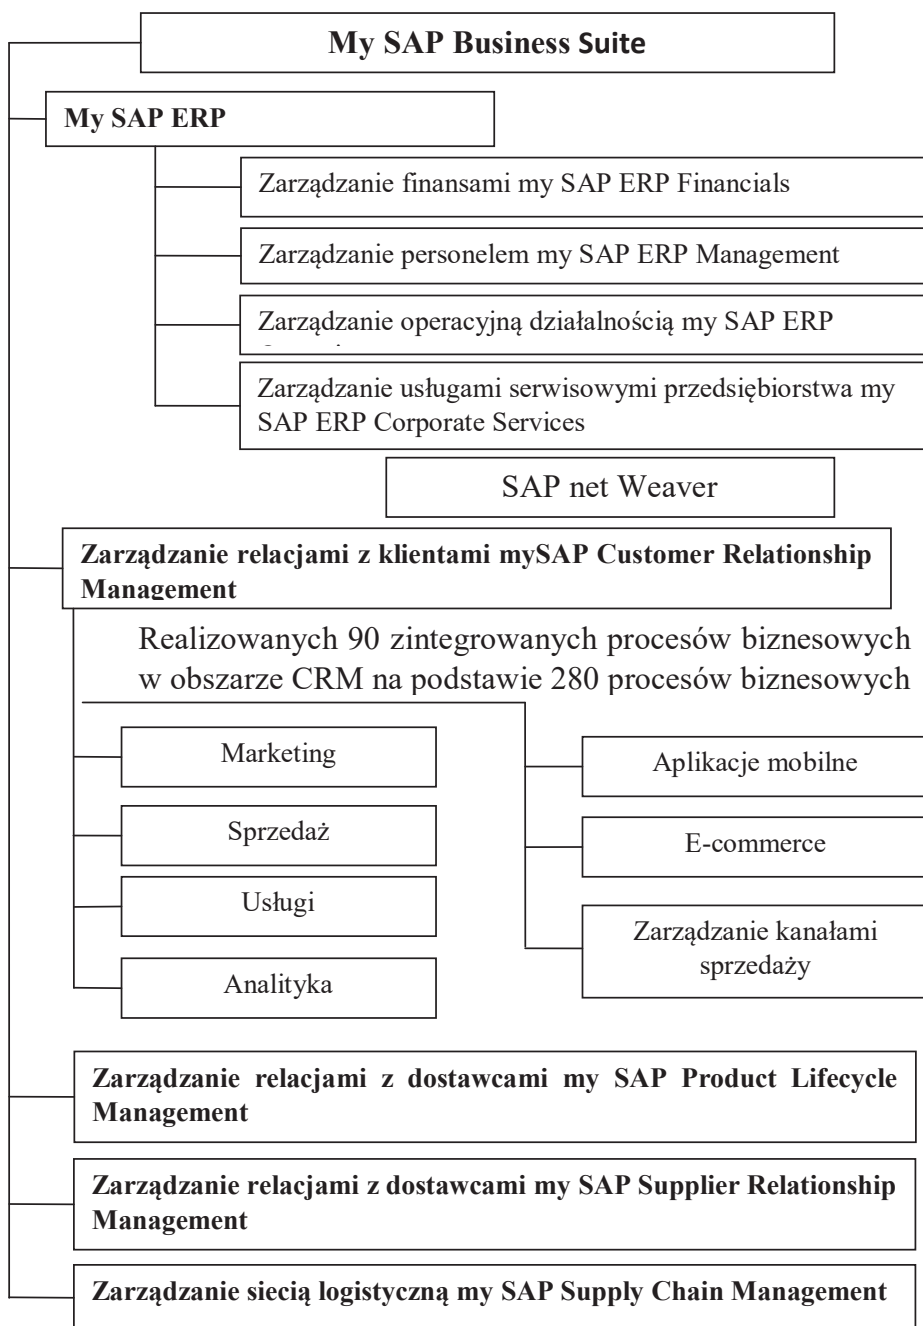 My SAP Business Suite
My SAP ERP
Zarządzanie finansami my SAP ERP Financials
Zarządzanie personelem my SAP ERP Management
Zarządzanie operacyjną działalnością my SAP ERP
Zarządzanie usługami serwisowymi przedsiębiorstwa my
SAP ERP Corporate Services
SAP net Weaver
Zarządzanie relacjami z klientami mySAP Customer Relationship
Management
Realizowanych 90 zintegrowanych procesów biznesowych
w obszarze CRM na podstawie 280 procesów biznesowych
Marketing
Sprzedaż
Usługi
Analityka
Aplikacje mobilne
E-commerce
Zarządzanie kanałami
sprzedaży
Zarządzanie relacjami z dostawcami my SAP Product Lifecycle
Management
Zarządzanie relacjami z dostawcami my SAP Supplier Relationship
Management
Zarządzanie siecią logistyczną my SAP Supply Chain Management